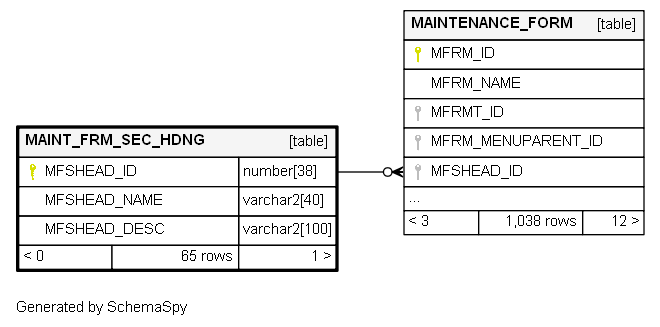 MAINTENANCE_FORM [table]
MFRM_ID
MFRM_NAME
MFRMT_ID
MFRM_MENUPARENT_ID
MFSHEAD_ID
...
< 3 1,038 rows 12 >
MAINT_FRM_SEC_HDNG [table]
MFSHEAD_ID number[38]
MFSHEAD_NAME varchar2[40]
MFSHEAD_DESC varchar2[100]
< 0 65 rows 1 >
Generated by SchemaSpy